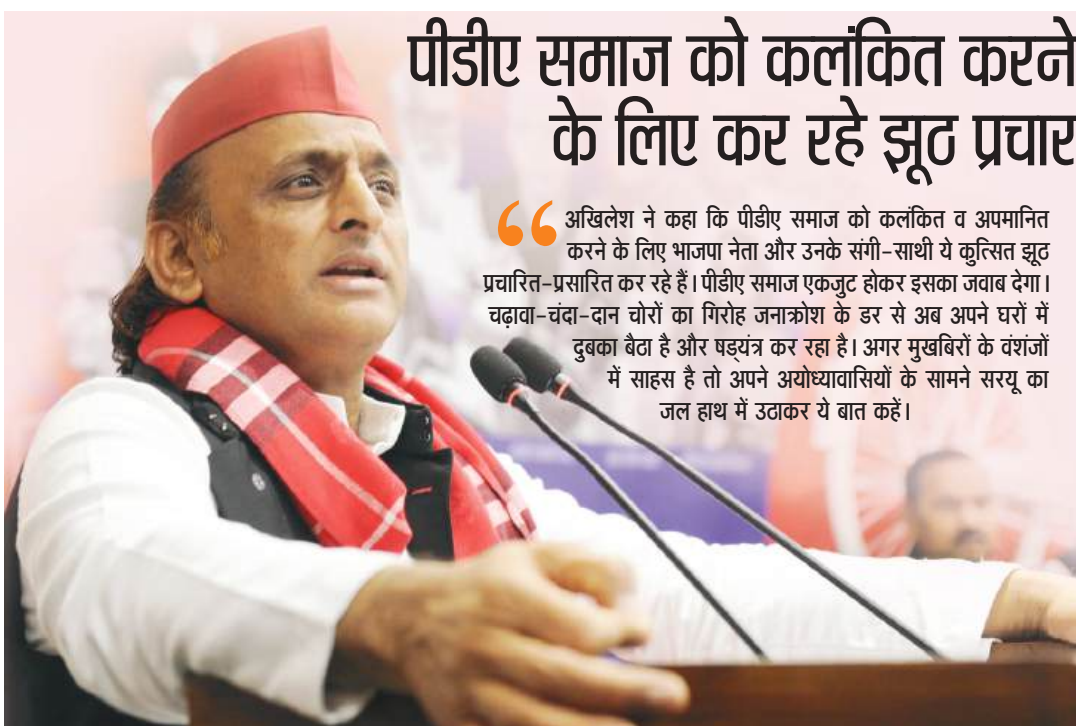 पीडीए समाज को कलंकित करने
के लिए कर रहे झूठ प्रचार
“ अखिलेश ने कहा कि पीडीए समाज को कलंकित व अपमानित
करने के लिए भाजपा नेता और उनके संगी-साथी ये कुत्सित झूठ
प्रचारित-प्रसारित कर रहे हैं। पीडीए समाज एकजुट होकर इसका जवाब देगा।
चढ़ावा-चंदा-दान चोरों का गिरोह जनाक्रोश के डर से अब अपने घरों में
दुबका बैठा है और षड्यंत्र कर रहा है। अगर मुखबिरों के वंशजों
में साहस है तो अपने अयोध्यावासियों के सामने सरयू का
जल हाथ में उठाकर ये बात कहें।